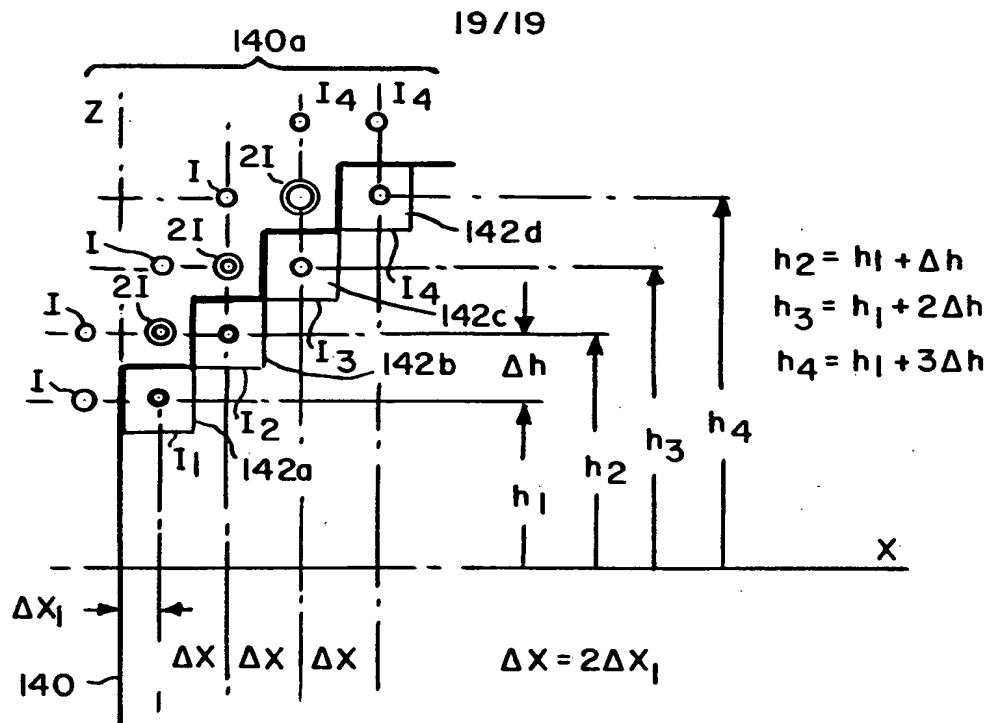 19/19
140a
Z
I4 I4
2I
I
142d
2I
I
I4
h2 = h1 + Δh
2I
142c
h3 = h1 + 2Δh
I
I3
142b
Δh
h4 = h1 + 3Δh
I
I2
h4
h3
I1
142a
h2
h1
X
ΔX1
ΔX ΔX ΔX
ΔX = 2ΔX1
140